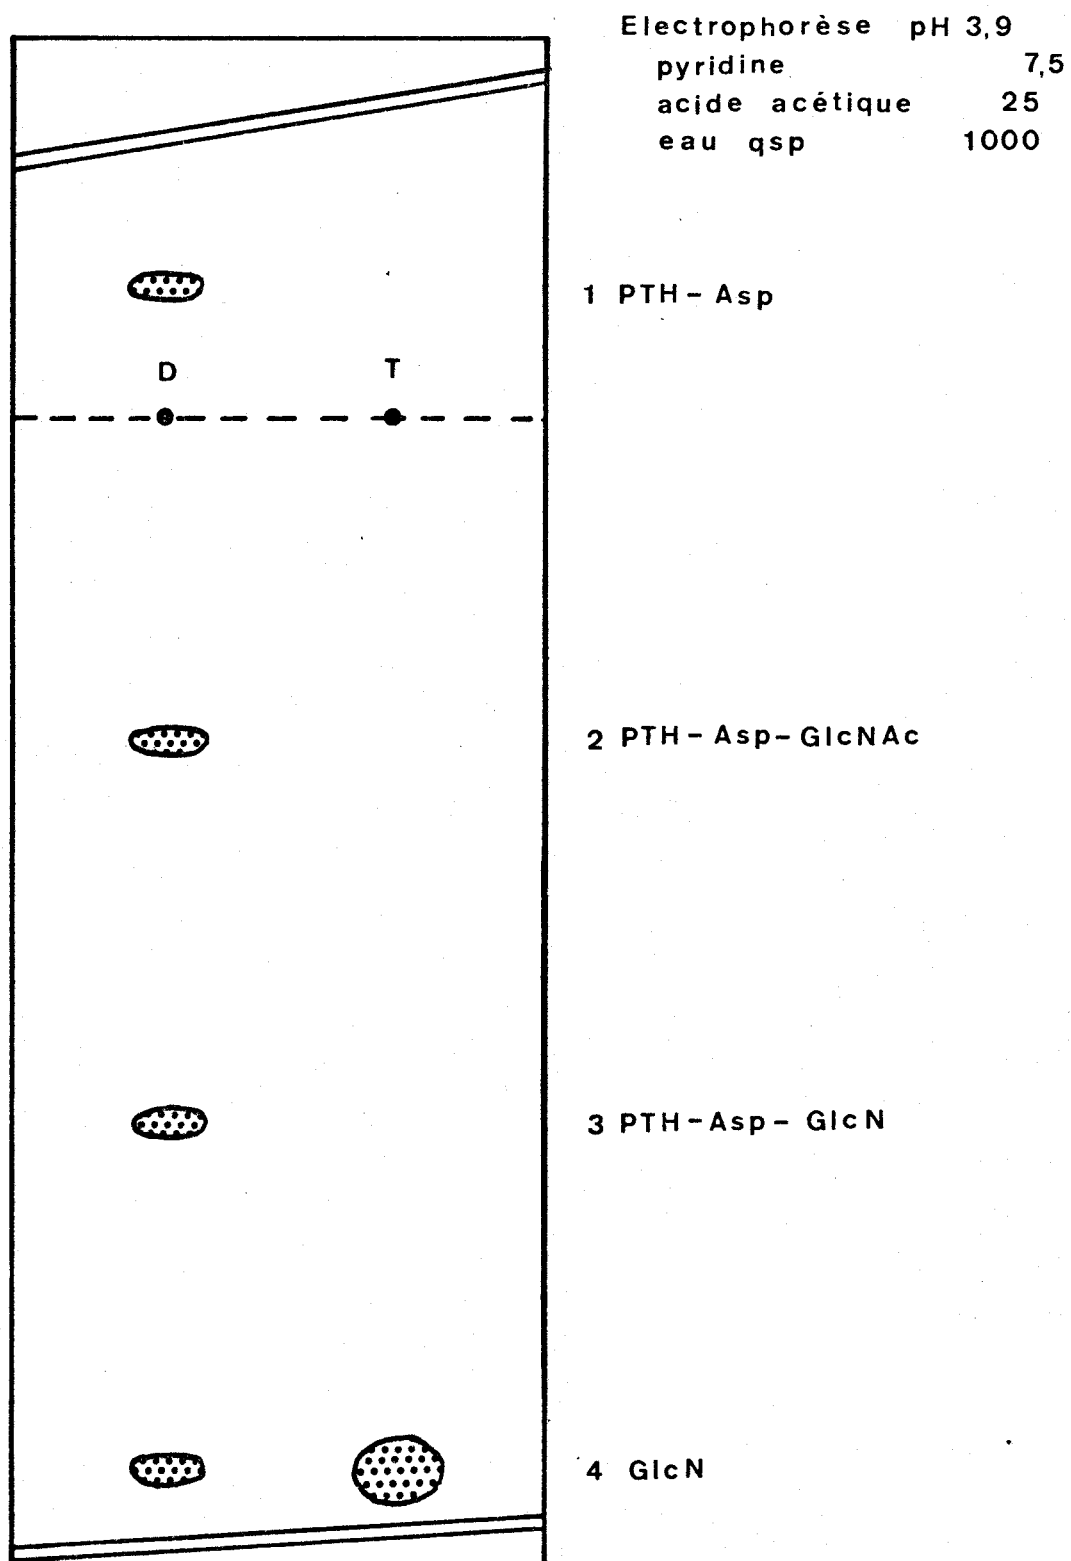 Electrophorèse pH 3,9
pyridine 7,5
acide acétique 25
eau qsp 1000
1 PTH-Asp
D T
2 PTH-Asp-GlcNAc
3 PTH-Asp-GlcN
4 GlcN